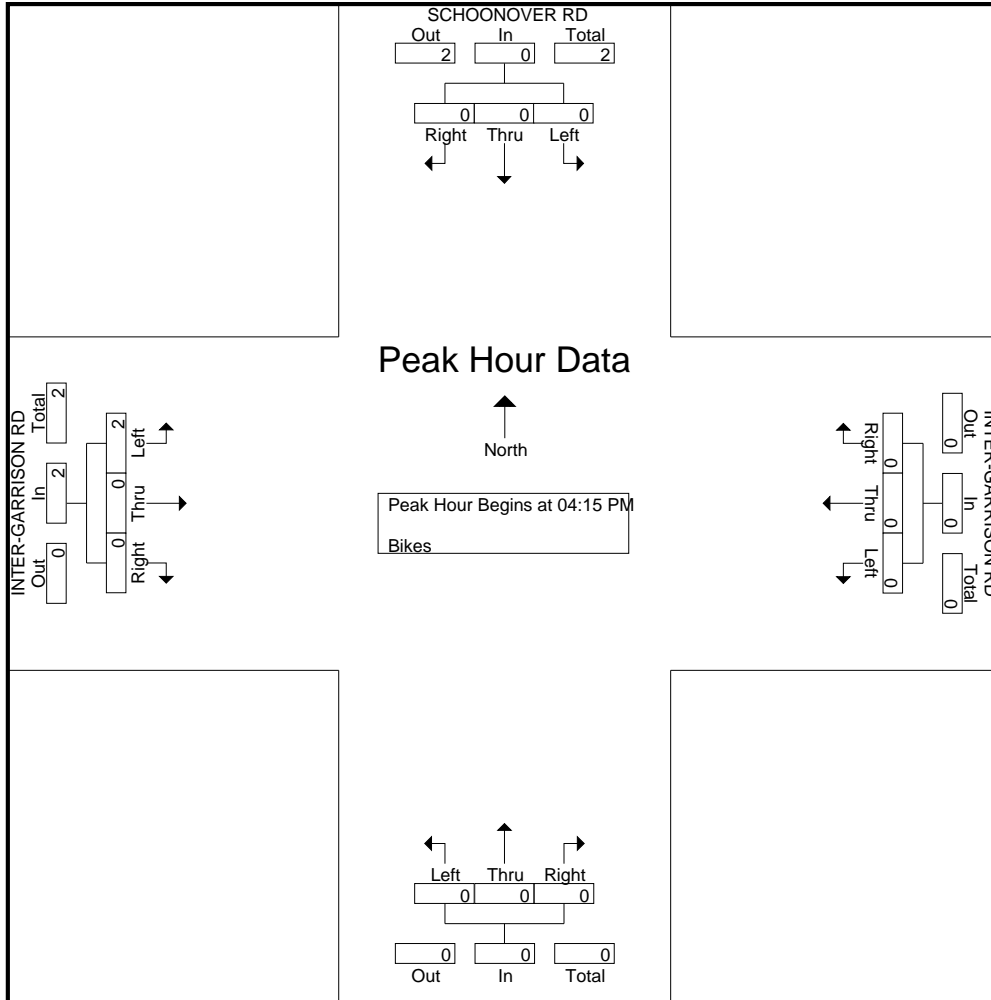 SCHOONOVER RD
Out In Total
2 0 2
0 0 0
Right Thru Left
Peak Hour Data
North
Peak Hour Begins at 04:15 PM
Bikes
INTER-GARRISON RD
Out In Total
0 2 2
2 0 0
Left Thru Right
INTER-GARRISON RD
Out In Total
0 0 0
0 0 0
Right Thru Left
Left Thru Right
0 0 0
0 0 0
Out In Total